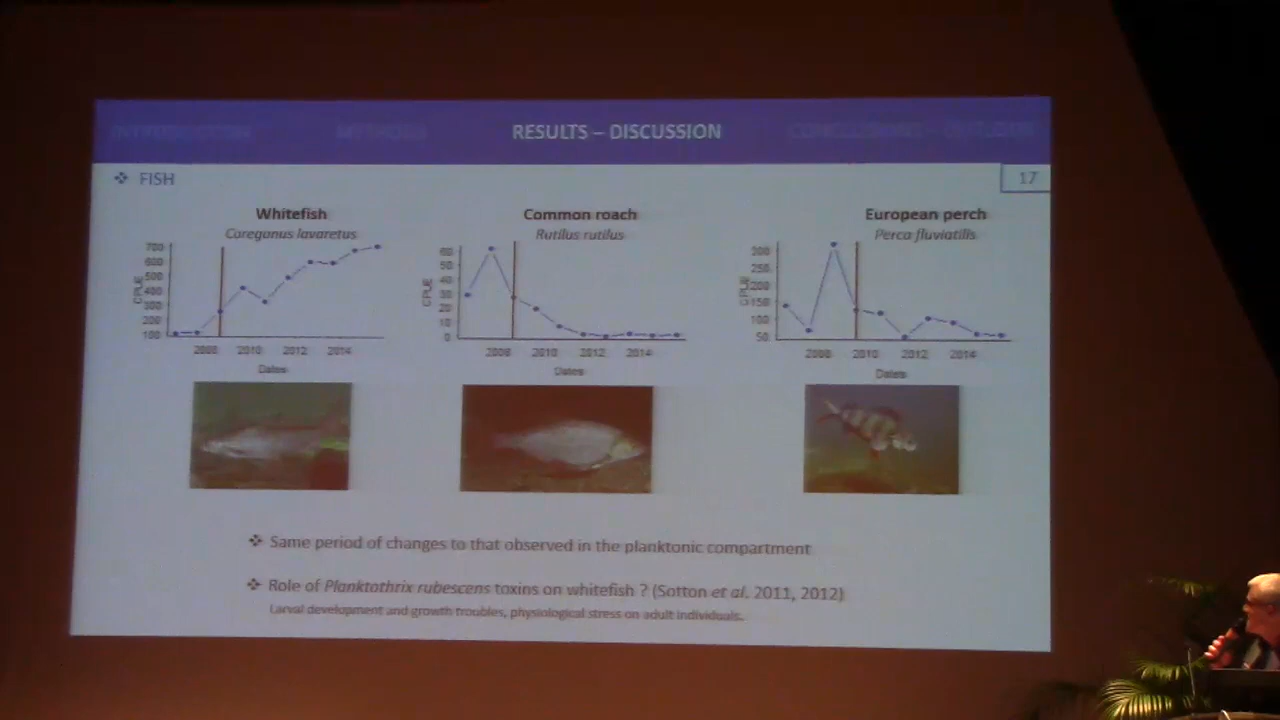 INTRODUCTION METHODS RESULTS – DISCUSSION CONCLUSIONS – OUTLOOK
❖ FISH
17
Whitefish
Coregonus lavaretus
700
600
500
400
300
200
100
CPUE
2008 2010 2012 2014
Dates
Common roach
Rutilus rutilus
60
50
40
30
20
10
0
CPUE
2008 2010 2012 2014
Dates
European perch
Perca fluviatilis
300
250
200
150
100
50
CPUE
2008 2010 2012 2014
Dates
❖ Same period of changes to that observed in the planktonic compartment
❖ Role of Planktothrix rubescens toxins on whitefish ? (Sotton et al. 2011, 2012)
Larval development and growth troubles, physiological stress on adult individuals.